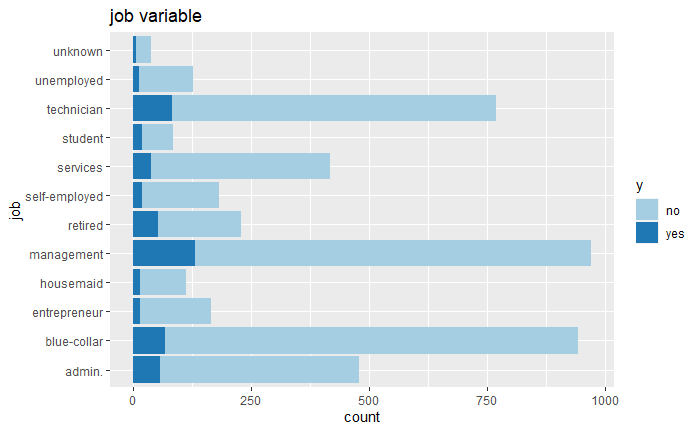 job variable
unknown
unemployed
technician
student
services
self-employed
retired
management
housemaid
entrepreneur
blue-collar
admin.
job
0 250 500 750 1000
count
y
no
yes